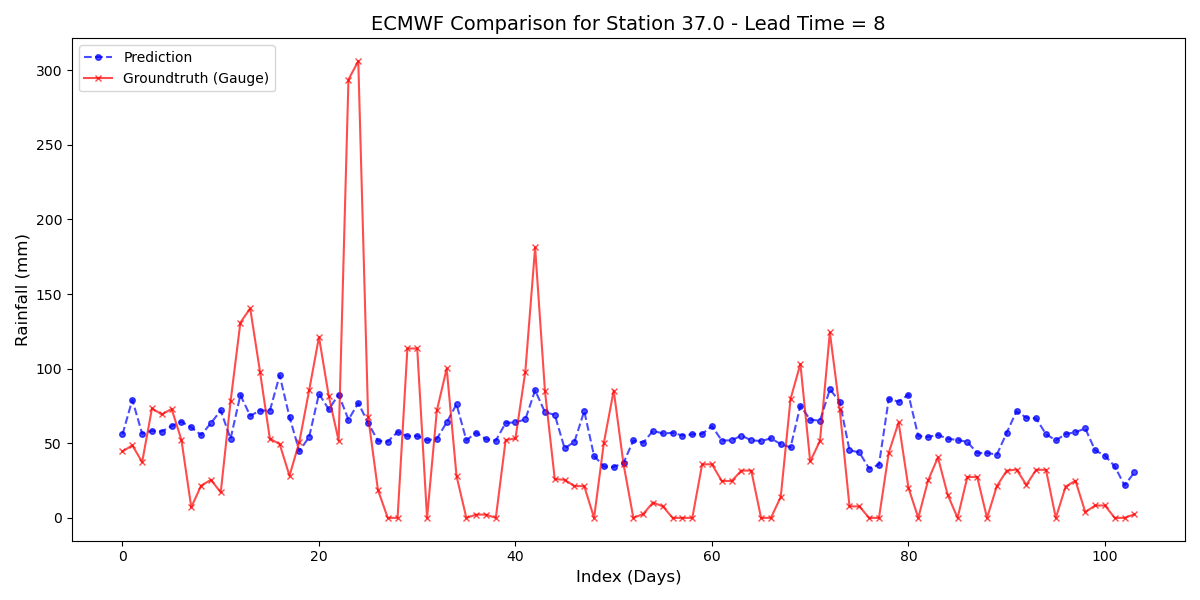 ECMWF Comparison for Station 37.0 - Lead Time = 8
Prediction
Groundtruth (Gauge)
Rainfall (mm)
300
250
200
150
100
50
0
0 20 40 60 80 100
Index (Days)